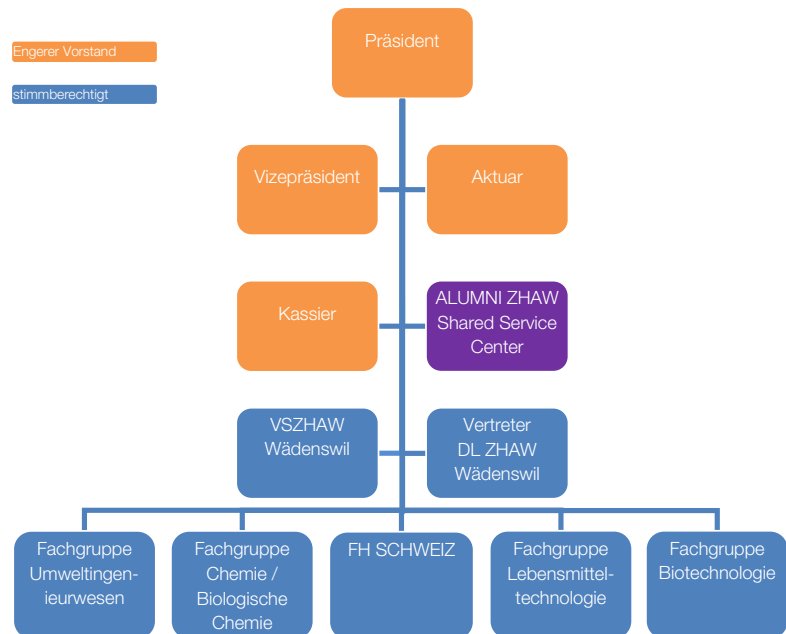 Präsident
Engerer Vorstand
stimmberechtigt
Vizepräsident
Aktuar
Kassier
ALUMNI ZHAW
Shared Service
Center
VSZHAW
Wädenswil
Vertreter
DL ZHAW
Wädenswil
Fachgruppe
Umweltingen-
ieurwesen
Fachgruppe
Chemie /
Biologische
Chemie
FH SCHWEIZ
Fachgruppe
Lebensmittel-
technologie
Fachgruppe
Biotechnologie